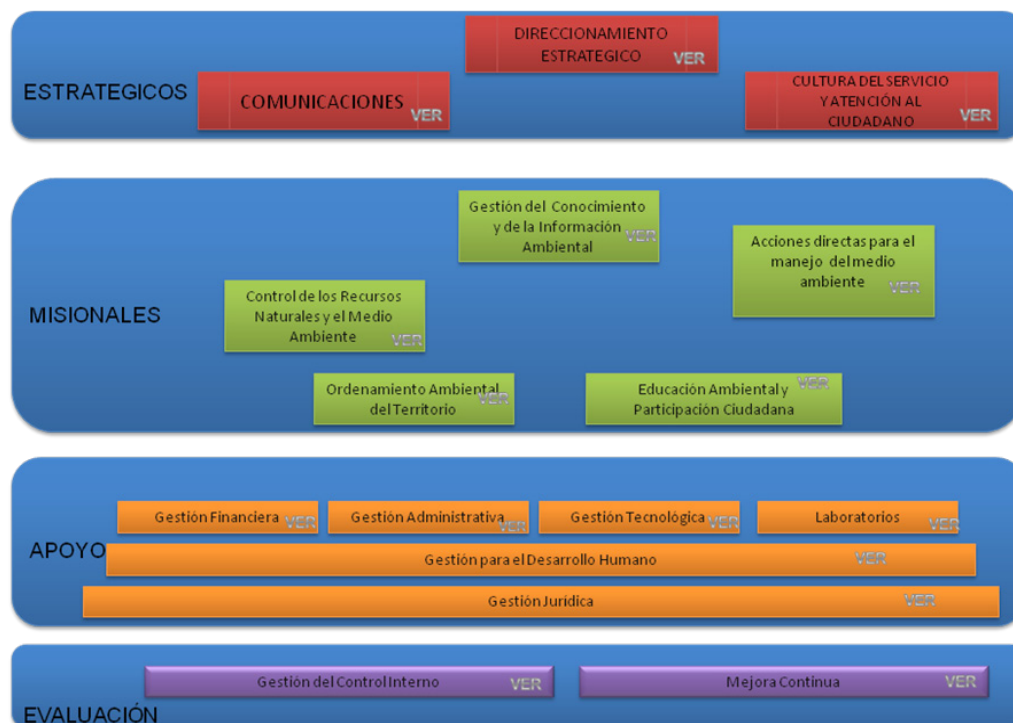 ESTRATEGICOS
DIRECCIONAMIENTO
ESTRATEGICO
VER
COMUNICACIONES
VER
CULTURA DEL SERVICIO
Y ATENCIÓN AL
CIUDADANO
VER
MISIONALES
Gestión del Conocimiento
y de la Información
Ambiental
VER
Acciones directas para el
manejo del medio
ambiente
VER
Control de los Recursos
Naturales y el Medio
Ambiente
VER
Ordenamiento Ambiental
del Territorio
VER
Educación Ambiental y
Participación Ciudadana
VER
APOYO
Gestión Financiera VER
Gestión Administrativa VER
Gestión Tecnológica VER
Laboratorios VER
Gestión para el Desarrollo Humano VER
Gestión Jurídica VER
EVALUACIÓN
Gestión del Control Interno VER
Mejora Contínua VER